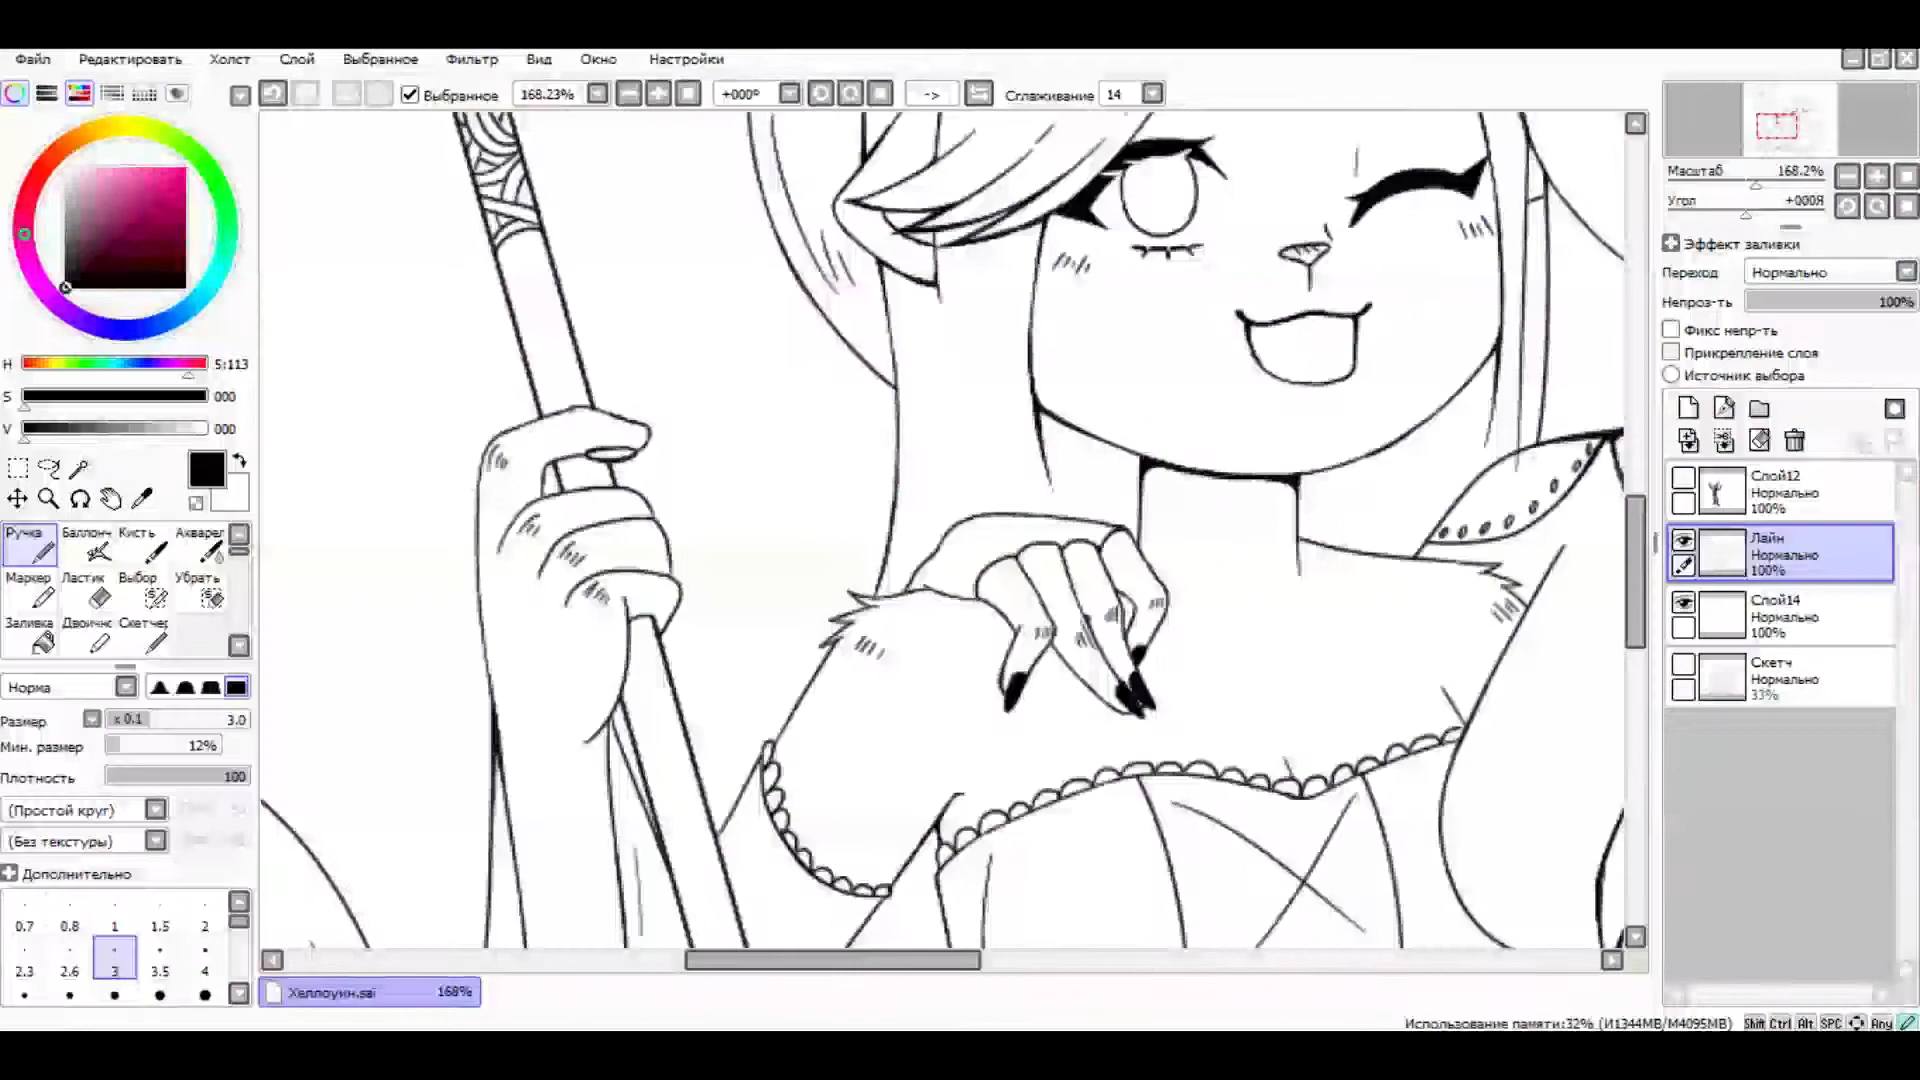 Файл Редактировать Холст Слой Выбранное Фильтр Вид Окно Настройки
Выбранное 168.23% +000° -> Сглаживание 14
Масштаб 168.2%
Угол +000Я
Эффект заливки
Переход Нормально
Непроз-ть 100%
Фикс непр-ть
Прикрепление слоя
Источник выбора
H 5:113
S 000
V 000
Ручка Баллонч Кисть Акварел
Маркер Ластик Выбор Убрать
Заливка Двоичнс Скетчер
Норма
Размер x 0.1 3.0
Мин. размер 12%
Плотность 100
(Простой круг)
(Без текстуры)
Дополнительно
0.7 0.8 1 1.5 2
2.3 2.6 3 3.5 4
Слой12
Нормально
100%
Лайн
Нормально
100%
Слой14
Нормально
100%
Скетч
Нормально
33%
Хеллоуин.sai 168%
Использование памяти:32% (И1344MB/M4095MB) Shift Ctrl Alt SPC Any